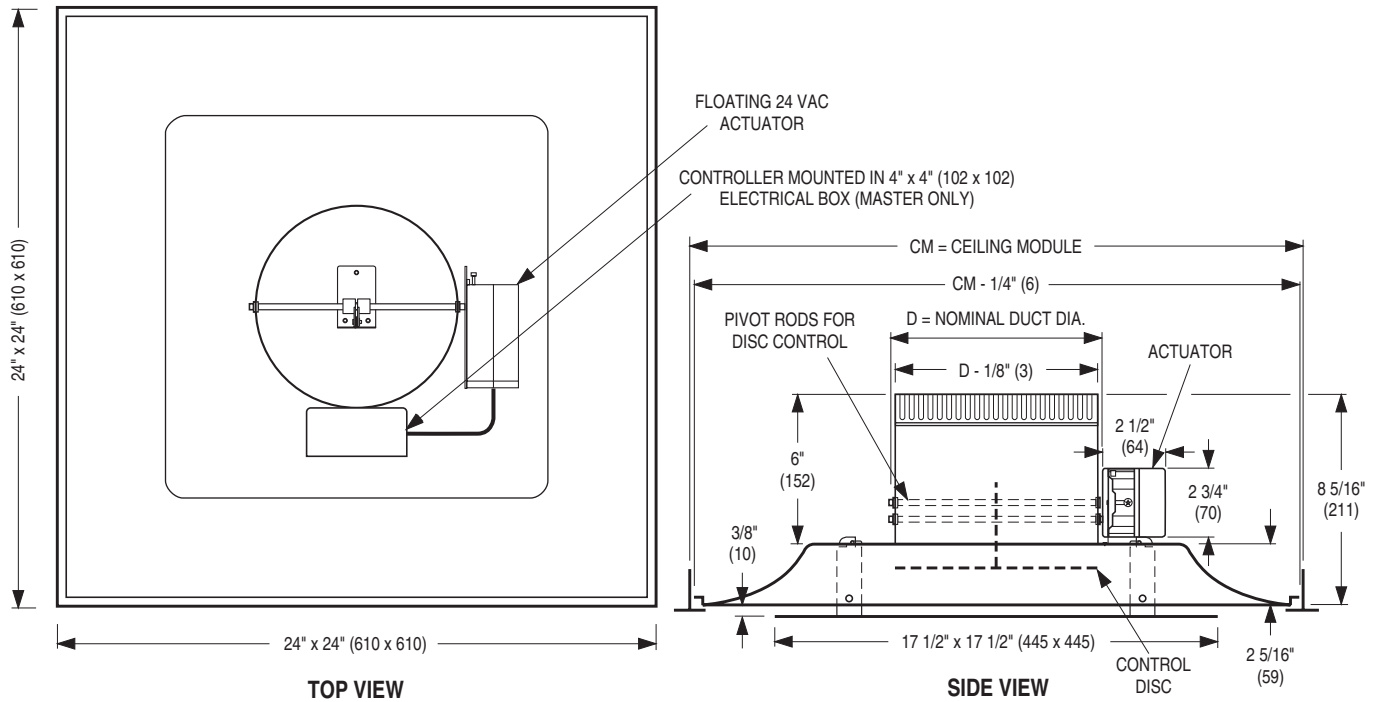 24" x 24" (610 x 610)
FLOATING 24 VAC
ACTUATOR
CONTROLLER MOUNTED IN 4" x 4" (102 x 102)
ELECTRICAL BOX (MASTER ONLY)
24" x 24" (610 x 610)
TOP VIEW
CM = CEILING MODULE
CM - 1/4" (6)
PIVOT RODS FOR
DISC CONTROL
D = NOMINAL DUCT DIA.
D - 1/8" (3)
ACTUATOR
2 1/2"
(64)
6"
(152)
2 3/4"
(70)
8 5/16"
(211)
3/8"
(10)
17 1/2" x 17 1/2" (445 x 445)
CONTROL
DISC
2 5/16"
(59)
SIDE VIEW